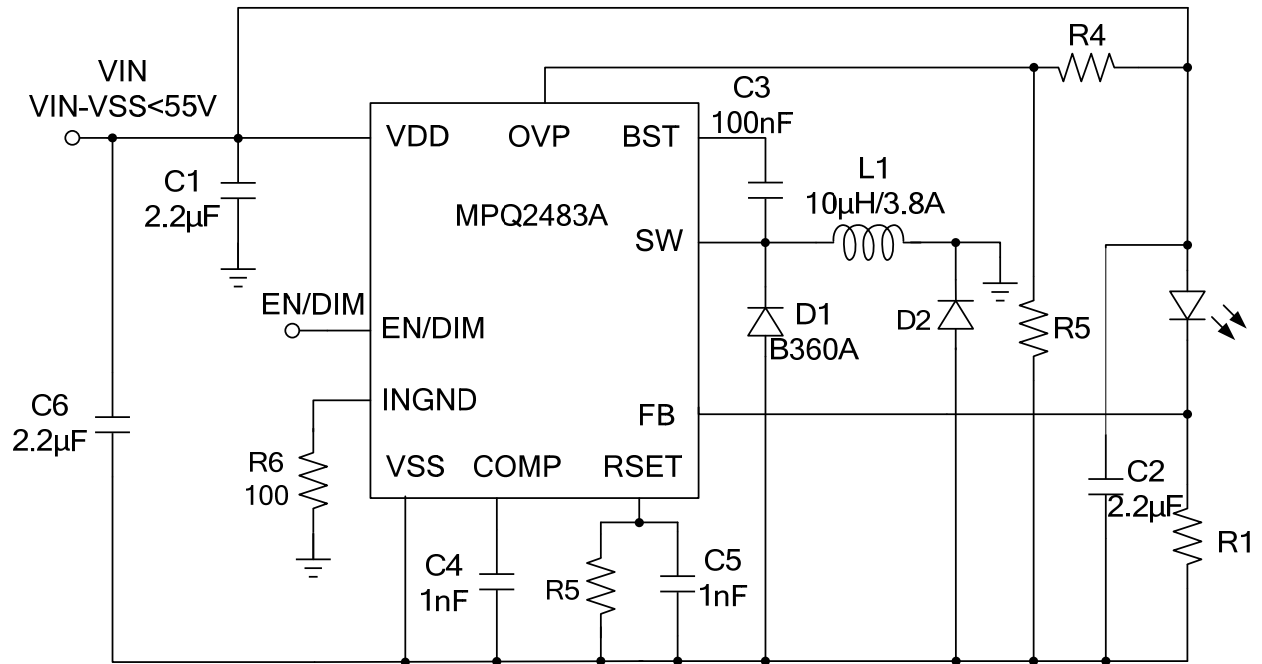 R4
VIN
VIN-VSS<55V
C3
100nF
VDD
OVP
BST
C1
2.2µF
L1
10µH/3.8A
MPQ2483A
SW
EN/DIM
EN/DIM
D1
B360A
D2
R5
INGND
FB
C6
2.2µF
R6
100
VSS
COMP
RSET
C2
2.2µF
R1
C4
1nF
R5
C5
1nF